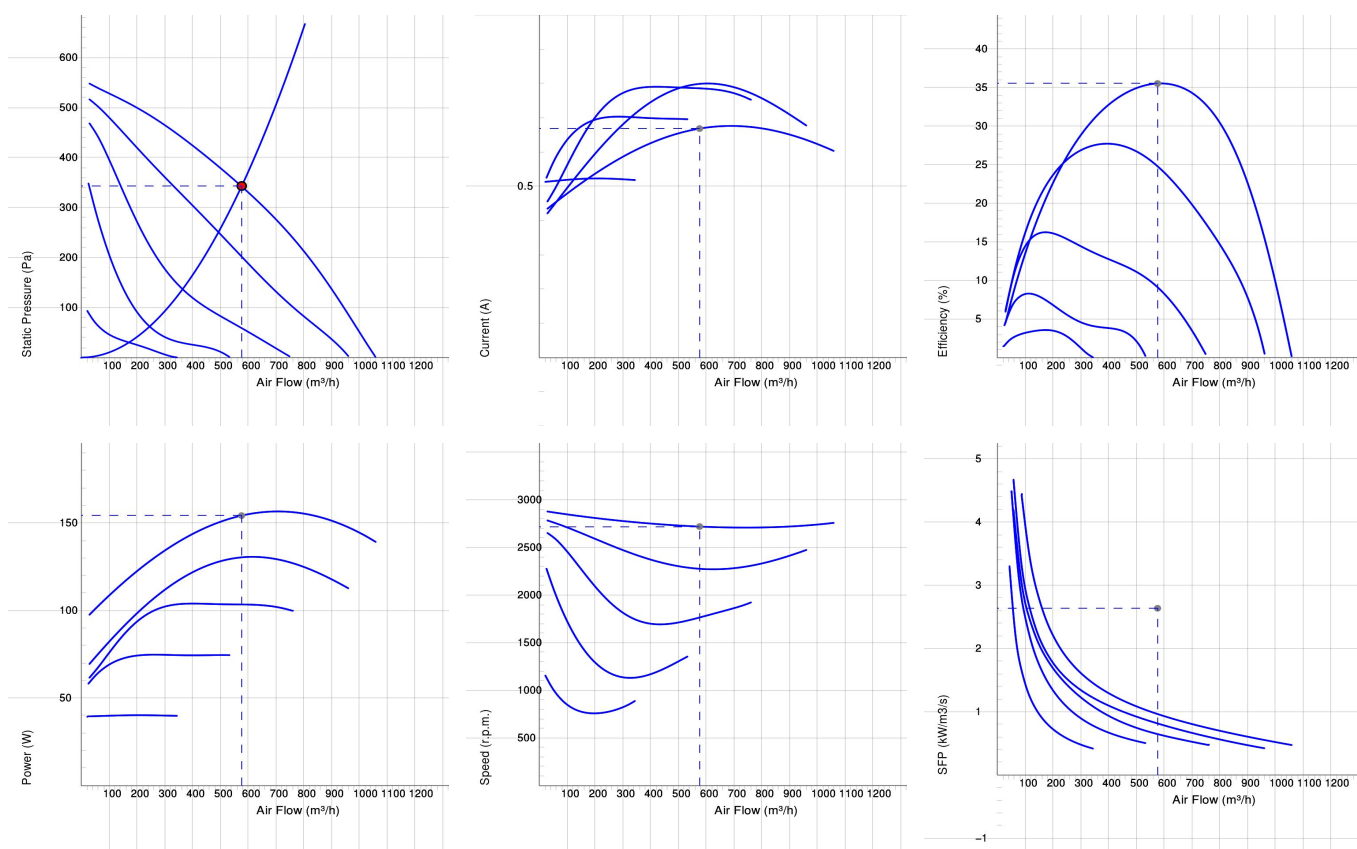 Static Pressure (Pa)
600
500
400
300
200
100
100 200 300 400 500 600 700 800 900 1000 1100 1200
Air Flow (m³/h)
Current (A)
0.5
100 200 300 400 500 600 700 800 900 1000 1100 1200
Air Flow (m³/h)
Efficiency (%)
40
35
30
25
20
15
10
5
100 200 300 400 500 600 700 800 900 1000 1100 1200
Air Flow (m³/h)
Power (W)
150
100
50
100 200 300 400 500 600 700 800 900 1000 1100 1200
Air Flow (m³/h)
Speed (r.p.m.)
3000
2500
2000
1500
1000
500
100 200 300 400 500 600 700 800 900 1000 1100 1200
Air Flow (m³/h)
SFP (kW/m3/s)
5
4
3
2
1
−1
100 200 300 400 500 600 700 800 900 1000 1100 1200
Air Flow (m³/h)